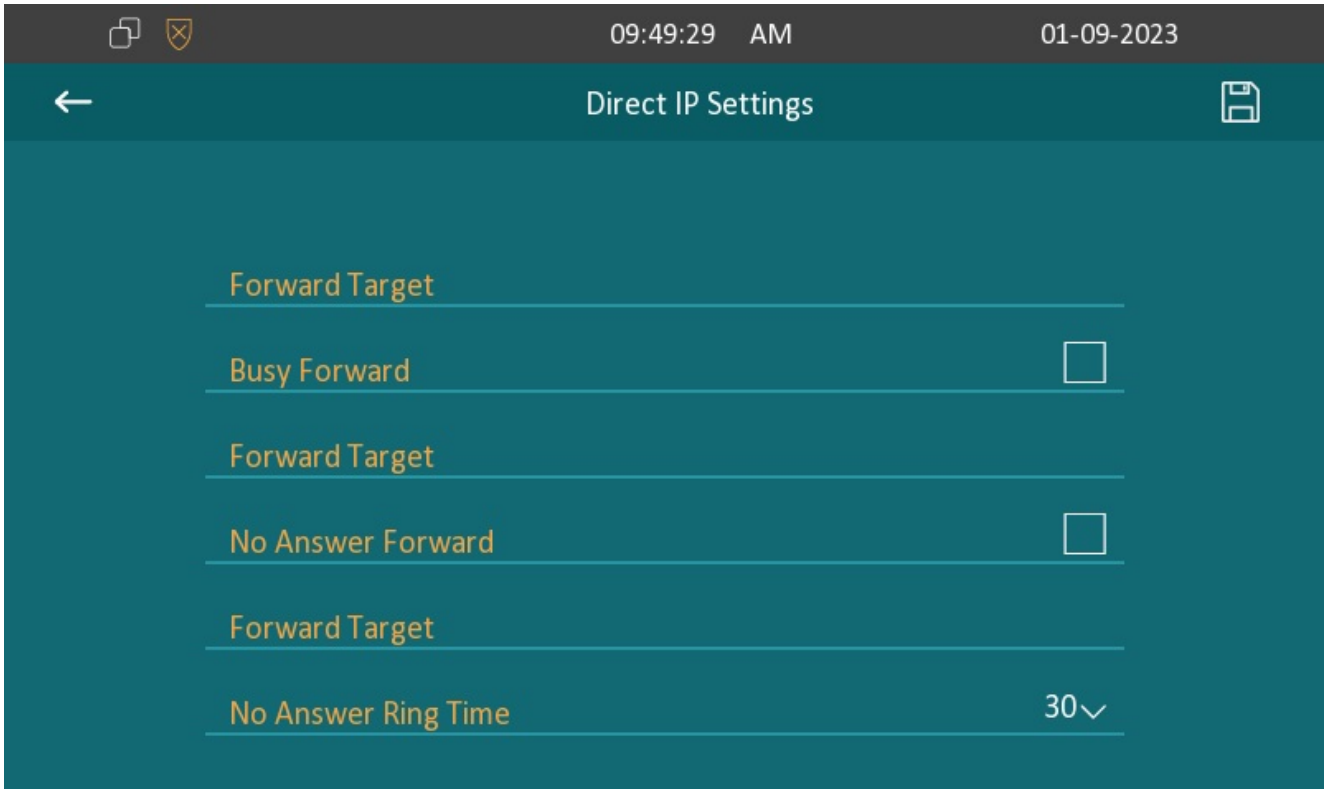 09:49:29 AM 01-09-2023
Direct IP Settings
Forward Target
Busy Forward
Forward Target
No Answer Forward
Forward Target
No Answer Ring Time 30